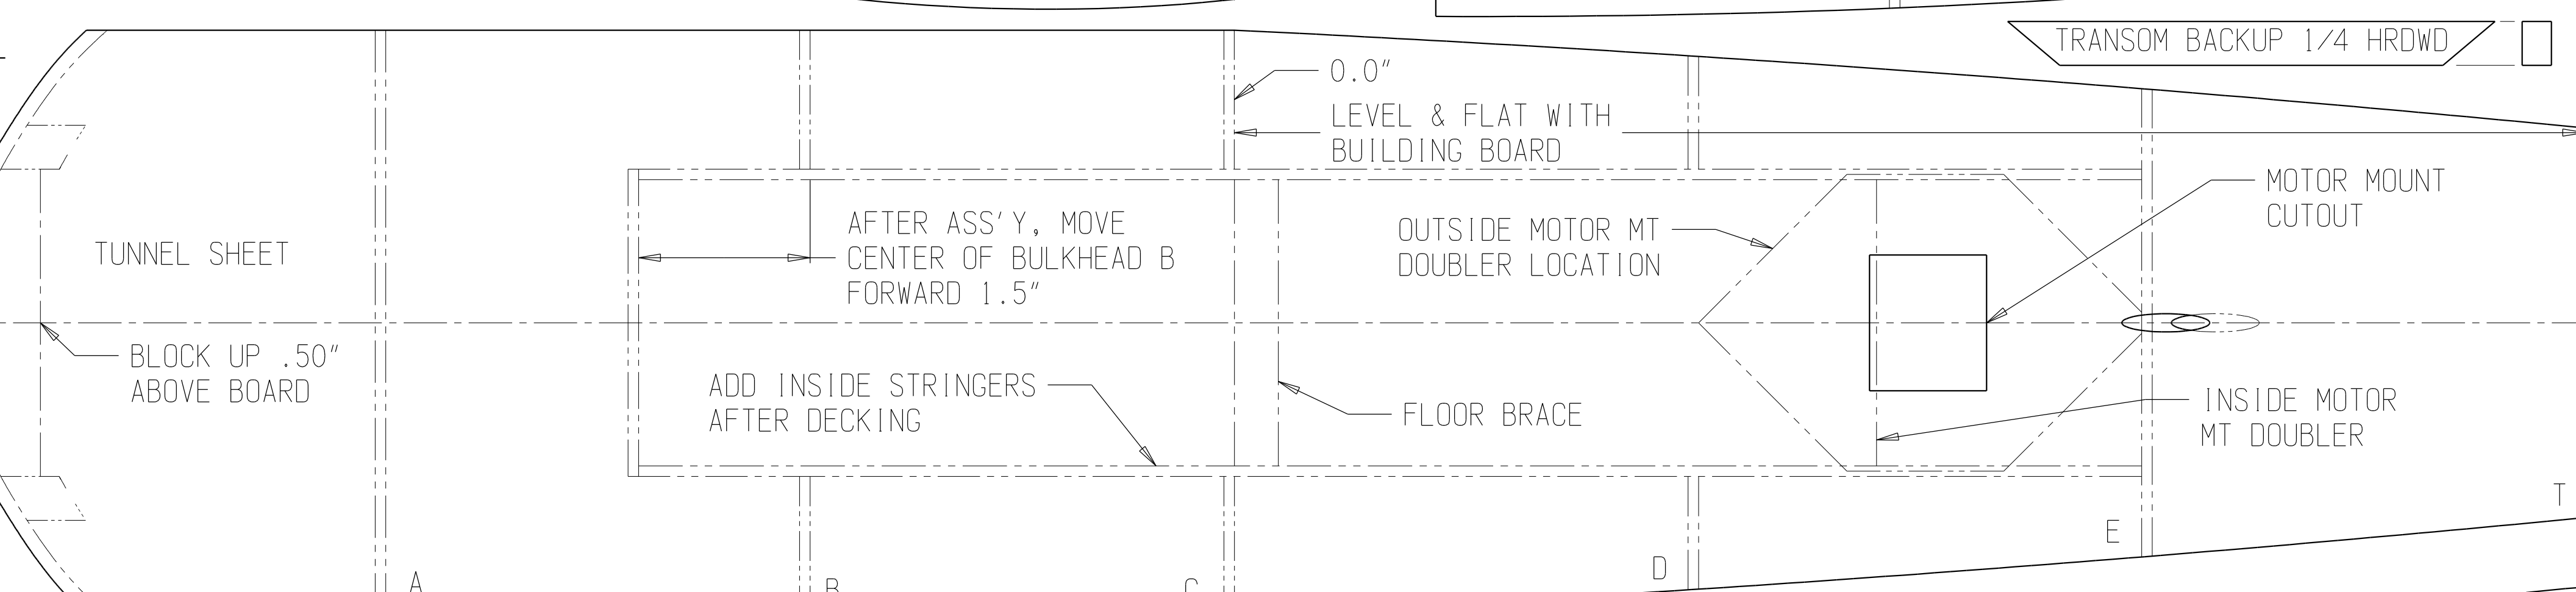 TRANSOM BACKUP 1/4 HRDWD
0.0"
LEVEL & FLAT WITH
BUILDING BOARD
MOTOR MOUNT
CUTOUT
AFTER ASS'Y, MOVE
CENTER OF BULKHEAD B
FORWARD 1.5"
OUTSIDE MOTOR MT
DOUBLER LOCATION
TUNNEL SHEET
BLOCK UP .50"
ABOVE BOARD
ADD INSIDE STRINGERS
AFTER DECKING
FLOOR BRACE
INSIDE MOTOR
MT DOUBLER
T
E
D
A
B
C